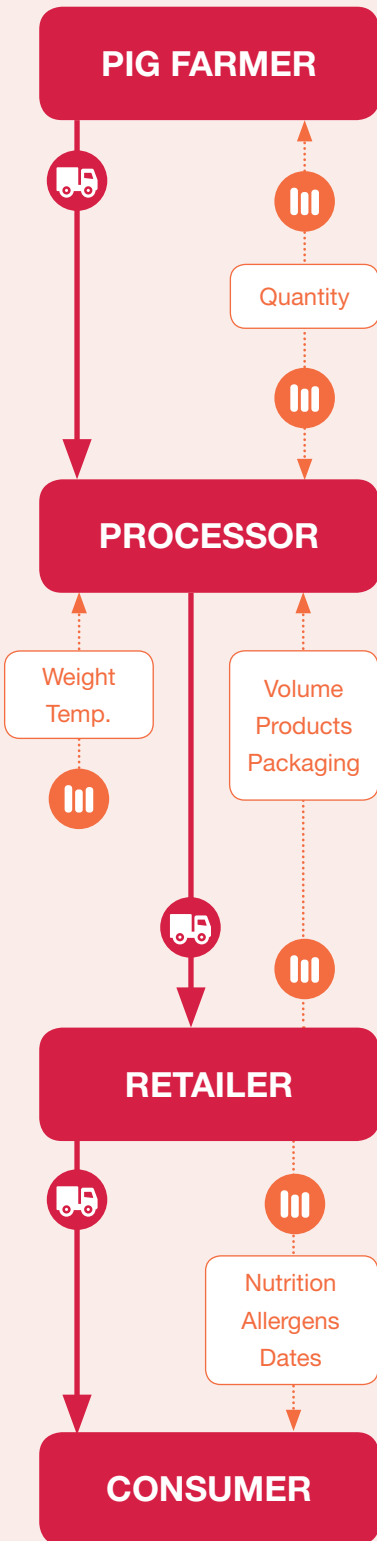 PIG FARMER
Quantity
PROCESSOR
Weight
Temp.
Volume
Products
Packaging
RETAILER
Nutrition
Allergens
Dates
CONSUMER